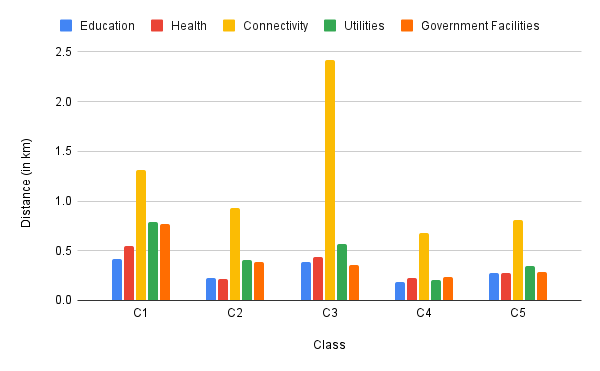 Education Health Connectivity Utilities Government Facilities
2.5
2.0
1.5
1.0
0.5
0.0
Distance (in km)
C1 C2 C3 C4 C5
Class